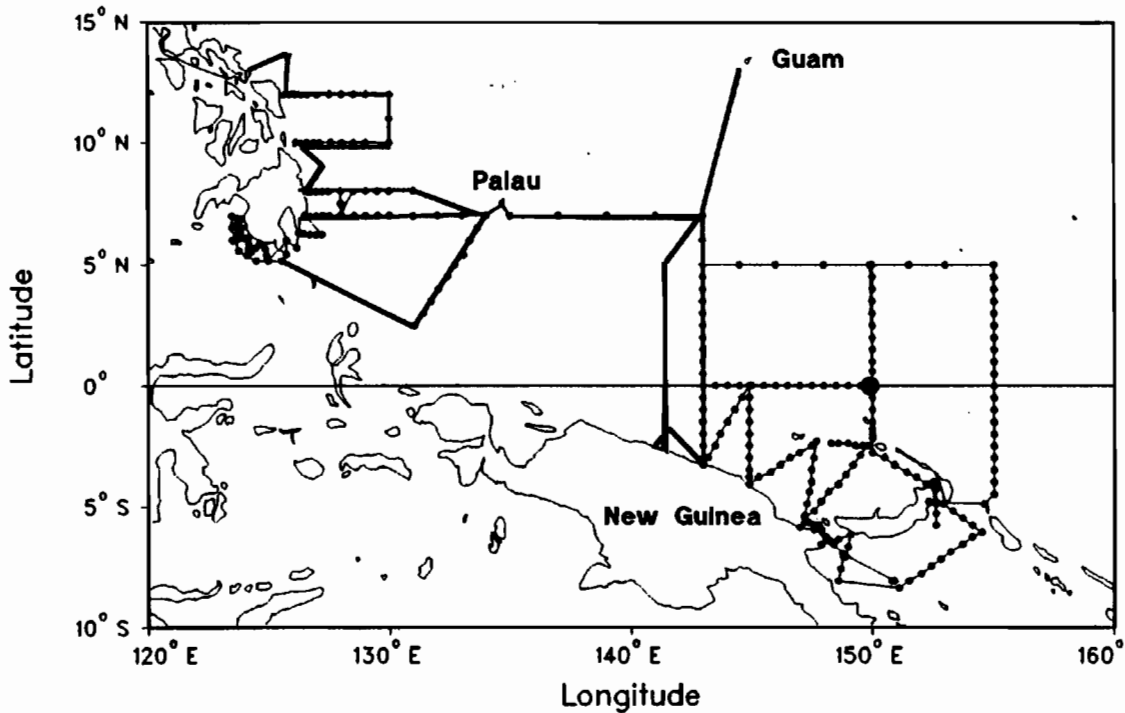 15° N
Guam
10° N
Palau
5° N
Latitude
0°
5° S
New Guinea
10° S
120° E
130° E
140° E
150° E
160° E
Longitude